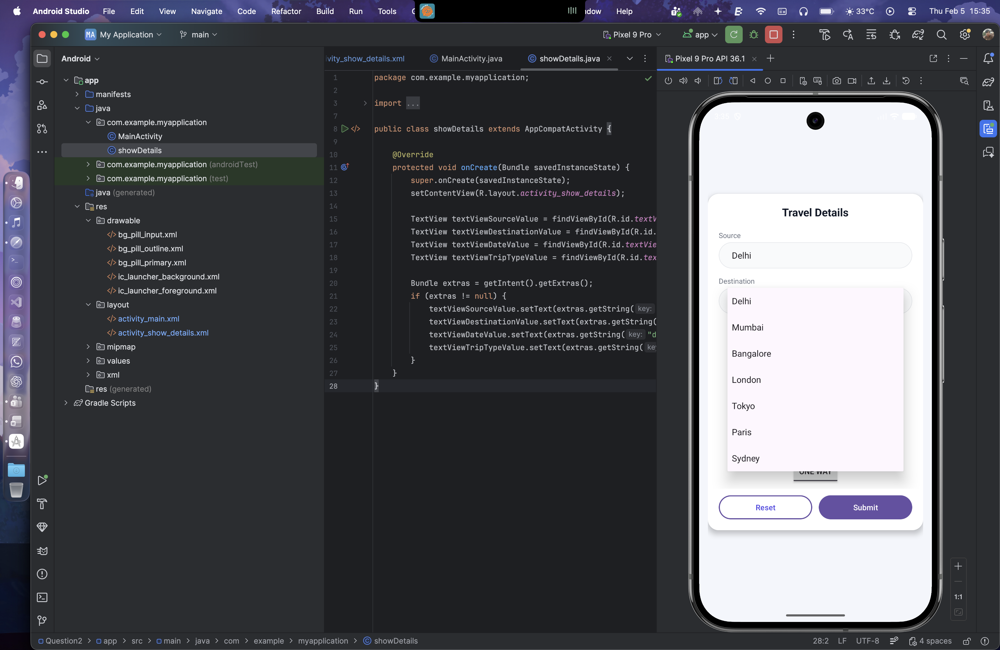 Android Studio File Edit View Navigate Code Refactor Build Run Tools Help 33°C Thu Feb 5 15:35
MA My Application main Pixel 9 Pro app
Android
app
manifests
java
com.example.myapplication
MainActivity
showDetails
com.example.myapplication (androidTest)
com.example.myapplication (test)
java (generated)
res
drawable
bg_pill_input.xml
bg_pill_outline.xml
bg_pill_primary.xml
ic_launcher_background.xml
ic_launcher_foreground.xml
layout
activity_main.xml
activity_show_details.xml
mipmap
values
xml
res (generated)
Gradle Scripts
ivity_show_details.xml MainActivity.java showDetails.java
1 package com.example.myapplication;
2
3 import ...
7
8 public class showDetails extends AppCompatActivity {
9
10 @Override
11 protected void onCreate(Bundle savedInstanceState) {
12 super.onCreate(savedInstanceState);
13 setContentView(R.layout.activity_show_details);
14
15 TextView textViewSourceValue = findViewById(R.id.textV
16 TextView textViewDestinationValue = findViewById(R.id.
17 TextView textViewDateValue = findViewById(R.id.textVie
18 TextView textViewTripTypeValue = findViewById(R.id.tex
19
20 Bundle extras = getIntent().getExtras();
21 if (extras != null) {
22 textViewSourceValue.setText(extras.getString( key:
23 textViewDestinationValue.setText(extras.getString(
24 textViewDateValue.setText(extras.getString( key: "d
25 textViewTripTypeValue.setText(extras.getString( key
26 }
27 }
28 }
Pixel 9 Pro API 36.1
3:35
Travel Details
Source
Delhi
Destination
Delhi
Mumbai
Bangalore
London
Tokyo
Paris
Sydney
ONE WAY
Reset Submit
1:1
Question2 > app > src > main > java > com > example > myapplication > showDetails 28:2 LF UTF-8 4 spaces